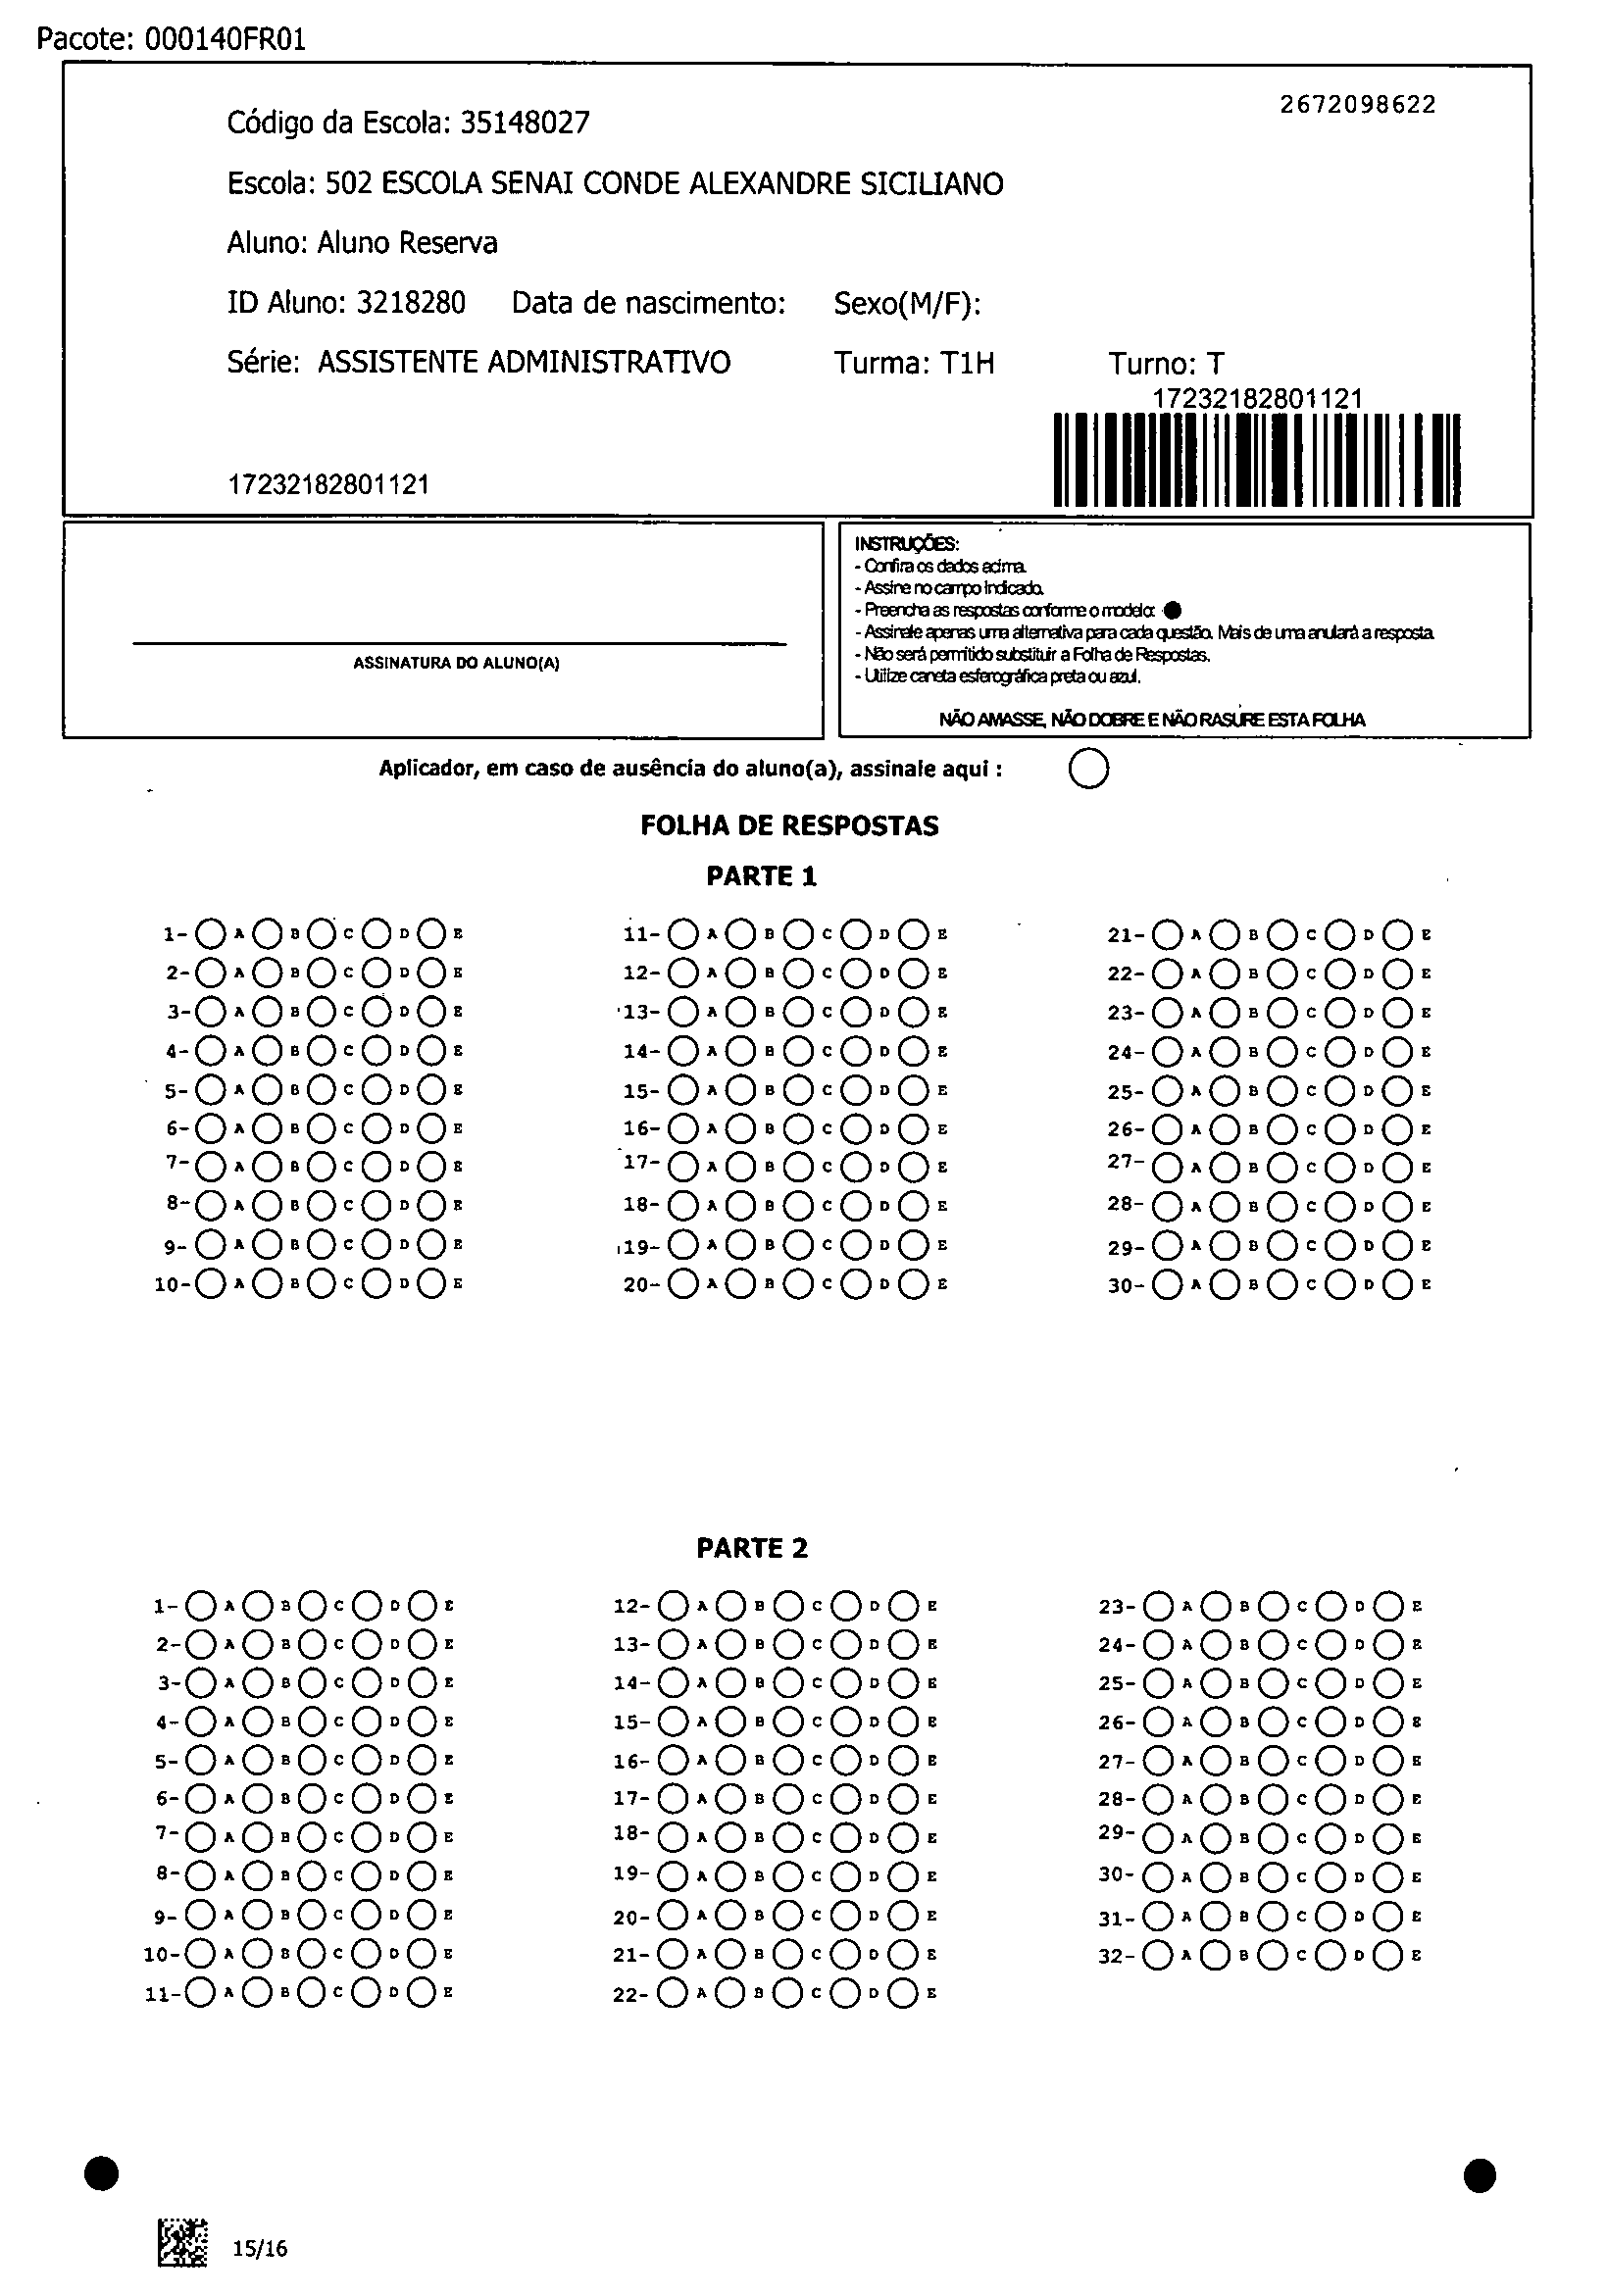 Pacote: 000140FR01
2672098622
Código da Escola: 35148027
Escola: 502 ESCOLA SENAI CONDE ALEXANDRE SICILIANO
Aluno: Aluno Reserva
ID Aluno: 3218280 Data de nascimento: Sexo(M/F):
Série: ASSISTENTE ADMINISTRATIVO Turma: T1H Turno: T
17232182801121
17232182801121
ASSINATURA DO ALUNO(A)
INSTRUÇÕES:
- Confira os dados acima.
- Assine no campo indicado.
- Preencha as respostas conforme o modelo:
- Assinale apenas uma alternativa para cada questão. Mais de uma anulará a resposta.
- Não será permitido substituir a Folha de Respostas.
- Utilize caneta esferográfica preta ou azul.
NÃO AMASSE, NÃO DOBRE E NÃO RASURE ESTA FOLHA
Aplicador, em caso de ausência do aluno(a), assinale aqui :
FOLHA DE RESPOSTAS
PARTE 1
1- A B C D E 11- A B C D E 21- A B C D E
2- A B C D E 12- A B C D E 22- A B C D E
3- A B C D E 13- A B C D E 23- A B C D E
4- A B C D E 14- A B C D E 24- A B C D E
5- A B C D E 15- A B C D E 25- A B C D E
6- A B C D E 16- A B C D E 26- A B C D E
7- A B C D E 17- A B C D E 27- A B C D E
8- A B C D E 18- A B C D E 28- A B C D E
9- A B C D E 19- A B C D E 29- A B C D E
10- A B C D E 20- A B C D E 30- A B C D E
PARTE 2
1- A B C D E 12- A B C D E 23- A B C D E
2- A B C D E 13- A B C D E 24- A B C D E
3- A B C D E 14- A B C D E 25- A B C D E
4- A B C D E 15- A B C D E 26- A B C D E
5- A B C D E 16- A B C D E 27- A B C D E
6- A B C D E 17- A B C D E 28- A B C D E
7- A B C D E 18- A B C D E 29- A B C D E
8- A B C D E 19- A B C D E 30- A B C D E
9- A B C D E 20- A B C D E 31- A B C D E
10- A B C D E 21- A B C D E 32- A B C D E
11- A B C D E 22- A B C D E
15/16